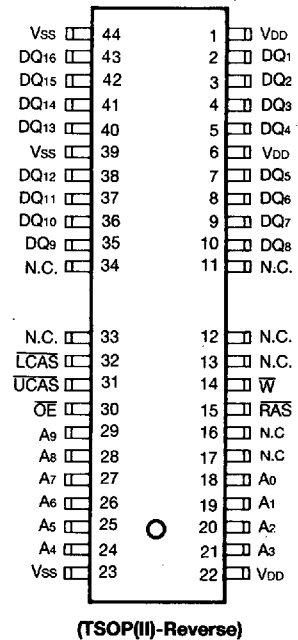 VSS 44 1 VDD
DQ16 43 2 DQ1
DQ15 42 3 DQ2
DQ14 41 4 DQ3
DQ13 40 5 DQ4
VSS 39 6 VDD
DQ12 38 7 DQ5
DQ11 37 8 DQ6
DQ10 36 9 DQ7
DQ9 35 10 DQ8
N.C. 34 11 N.C.
N.C. 33 12 N.C.
LCAS 32 13 N.C.
UCAS 31 14 W
OE 30 15 RAS
A9 29 16 N.C
A8 28 17 N.C
A7 27 18 A0
A6 26 19 A1
A5 25 20 A2
A4 24 21 A3
VSS 23 22 VDD
(TSOP(II)-Reverse)